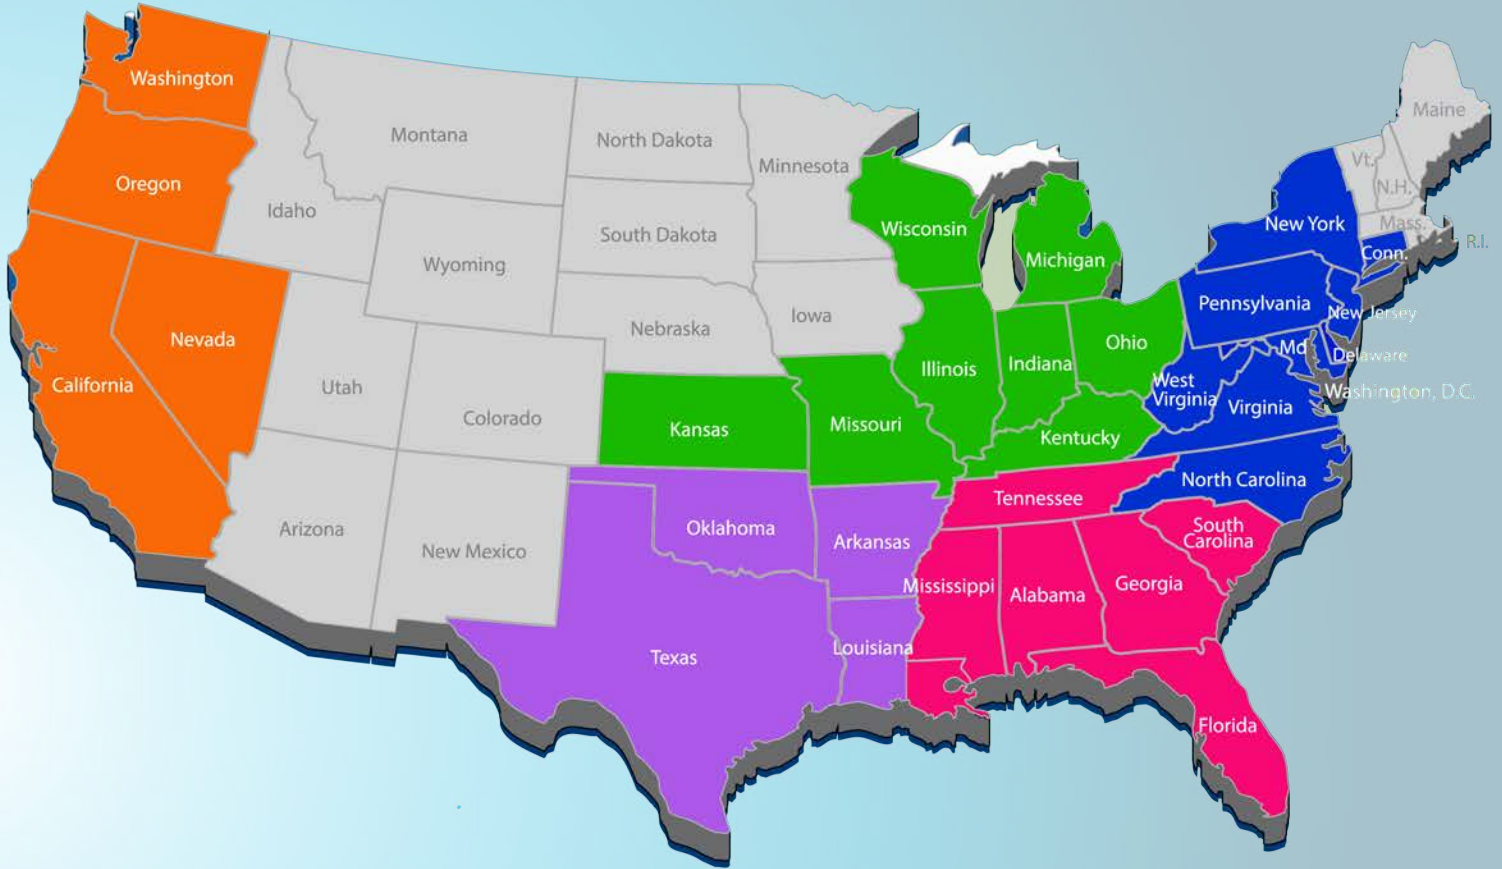 Washington
Montana
North Dakota
Minnesota
Maine
Vt.
N.H.
Oregon
Idaho
Wyoming
South Dakota
Wisconsin
Michigan
New York
Mass.
R.I.
Conn.
Nevada
California
Utah
Colorado
Nebraska
Iowa
Illinois
Indiana
Ohio
Pennsylvania
New Jersey
Md
Delaware
Washington, D.C.
West
Virginia
Virginia
Kansas
Missouri
Kentucky
North Carolina
Arizona
New Mexico
Oklahoma
Arkansas
Tennessee
South
Carolina
Texas
Louisiana
Mississippi
Alabama
Georgia
Florida